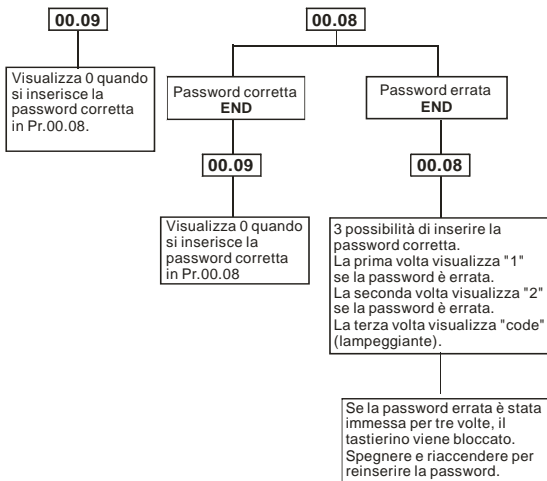 00.09
Visualizza 0 quando
si inserisce la
password corretta
in Pr.00.08.
00.08
Password corretta
END
00.09
Visualizza 0 quando
si inserisce la
password corretta
in Pr.00.08
Password errata
END
00.08
3 possibilità di inserire la
password corretta.
La prima volta visualizza "1"
se la password è errata.
La seconda volta visualizza "2"
se la password è errata.
La terza volta visualizza "code"
(lampeggiante).
Se la password errata è stata
immessa per tre volte, il
tastierino viene bloccato.
Spegnere e riaccendere per
reinserire la password.